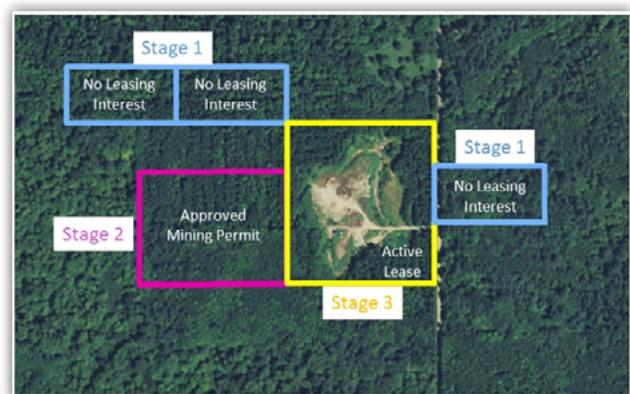 Stage 1
No Leasing
Interest
No Leasing
Interest
Stage 1
No Leasing
Interest
Stage 2
Approved
Mining Permit
Active
Lease
Stage 3